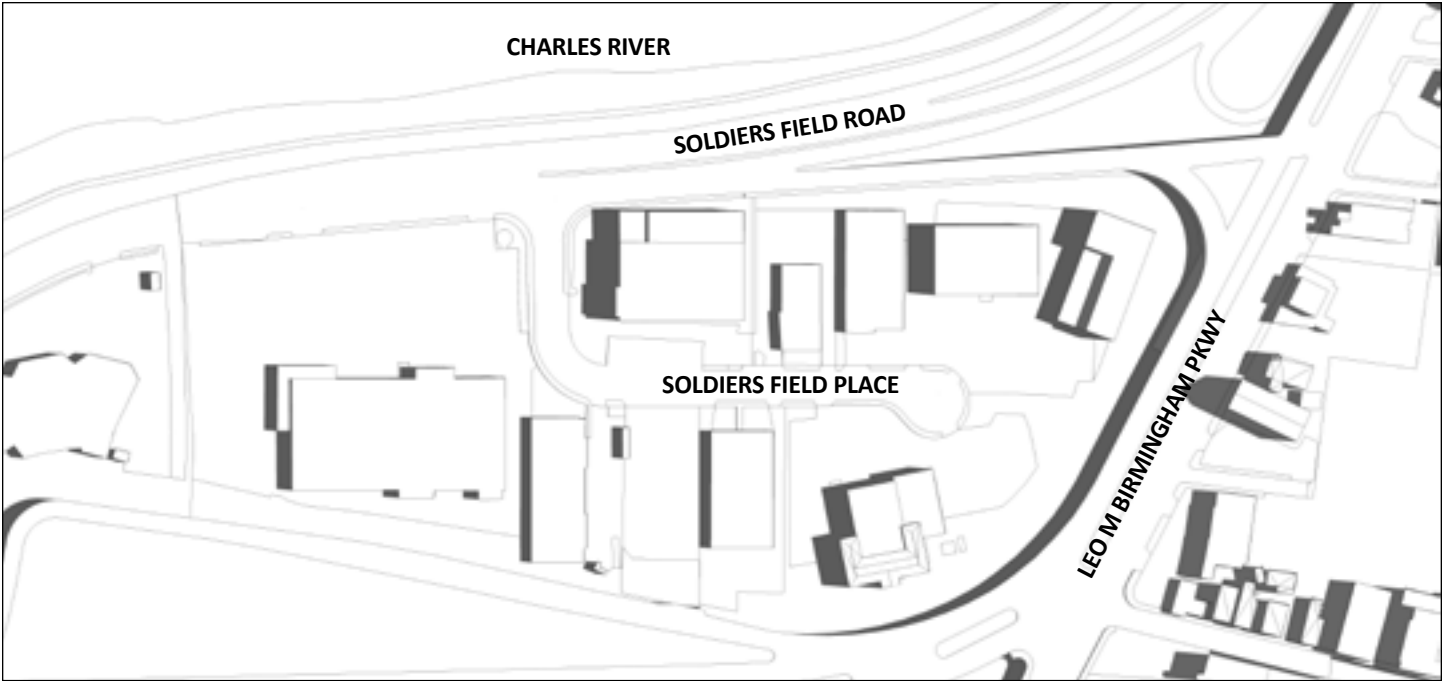 CHARLES RIVER
SOLDIERS FIELD ROAD
SOLDIERS FIELD PLACE
LEO M BIRMINGHAM PKWY